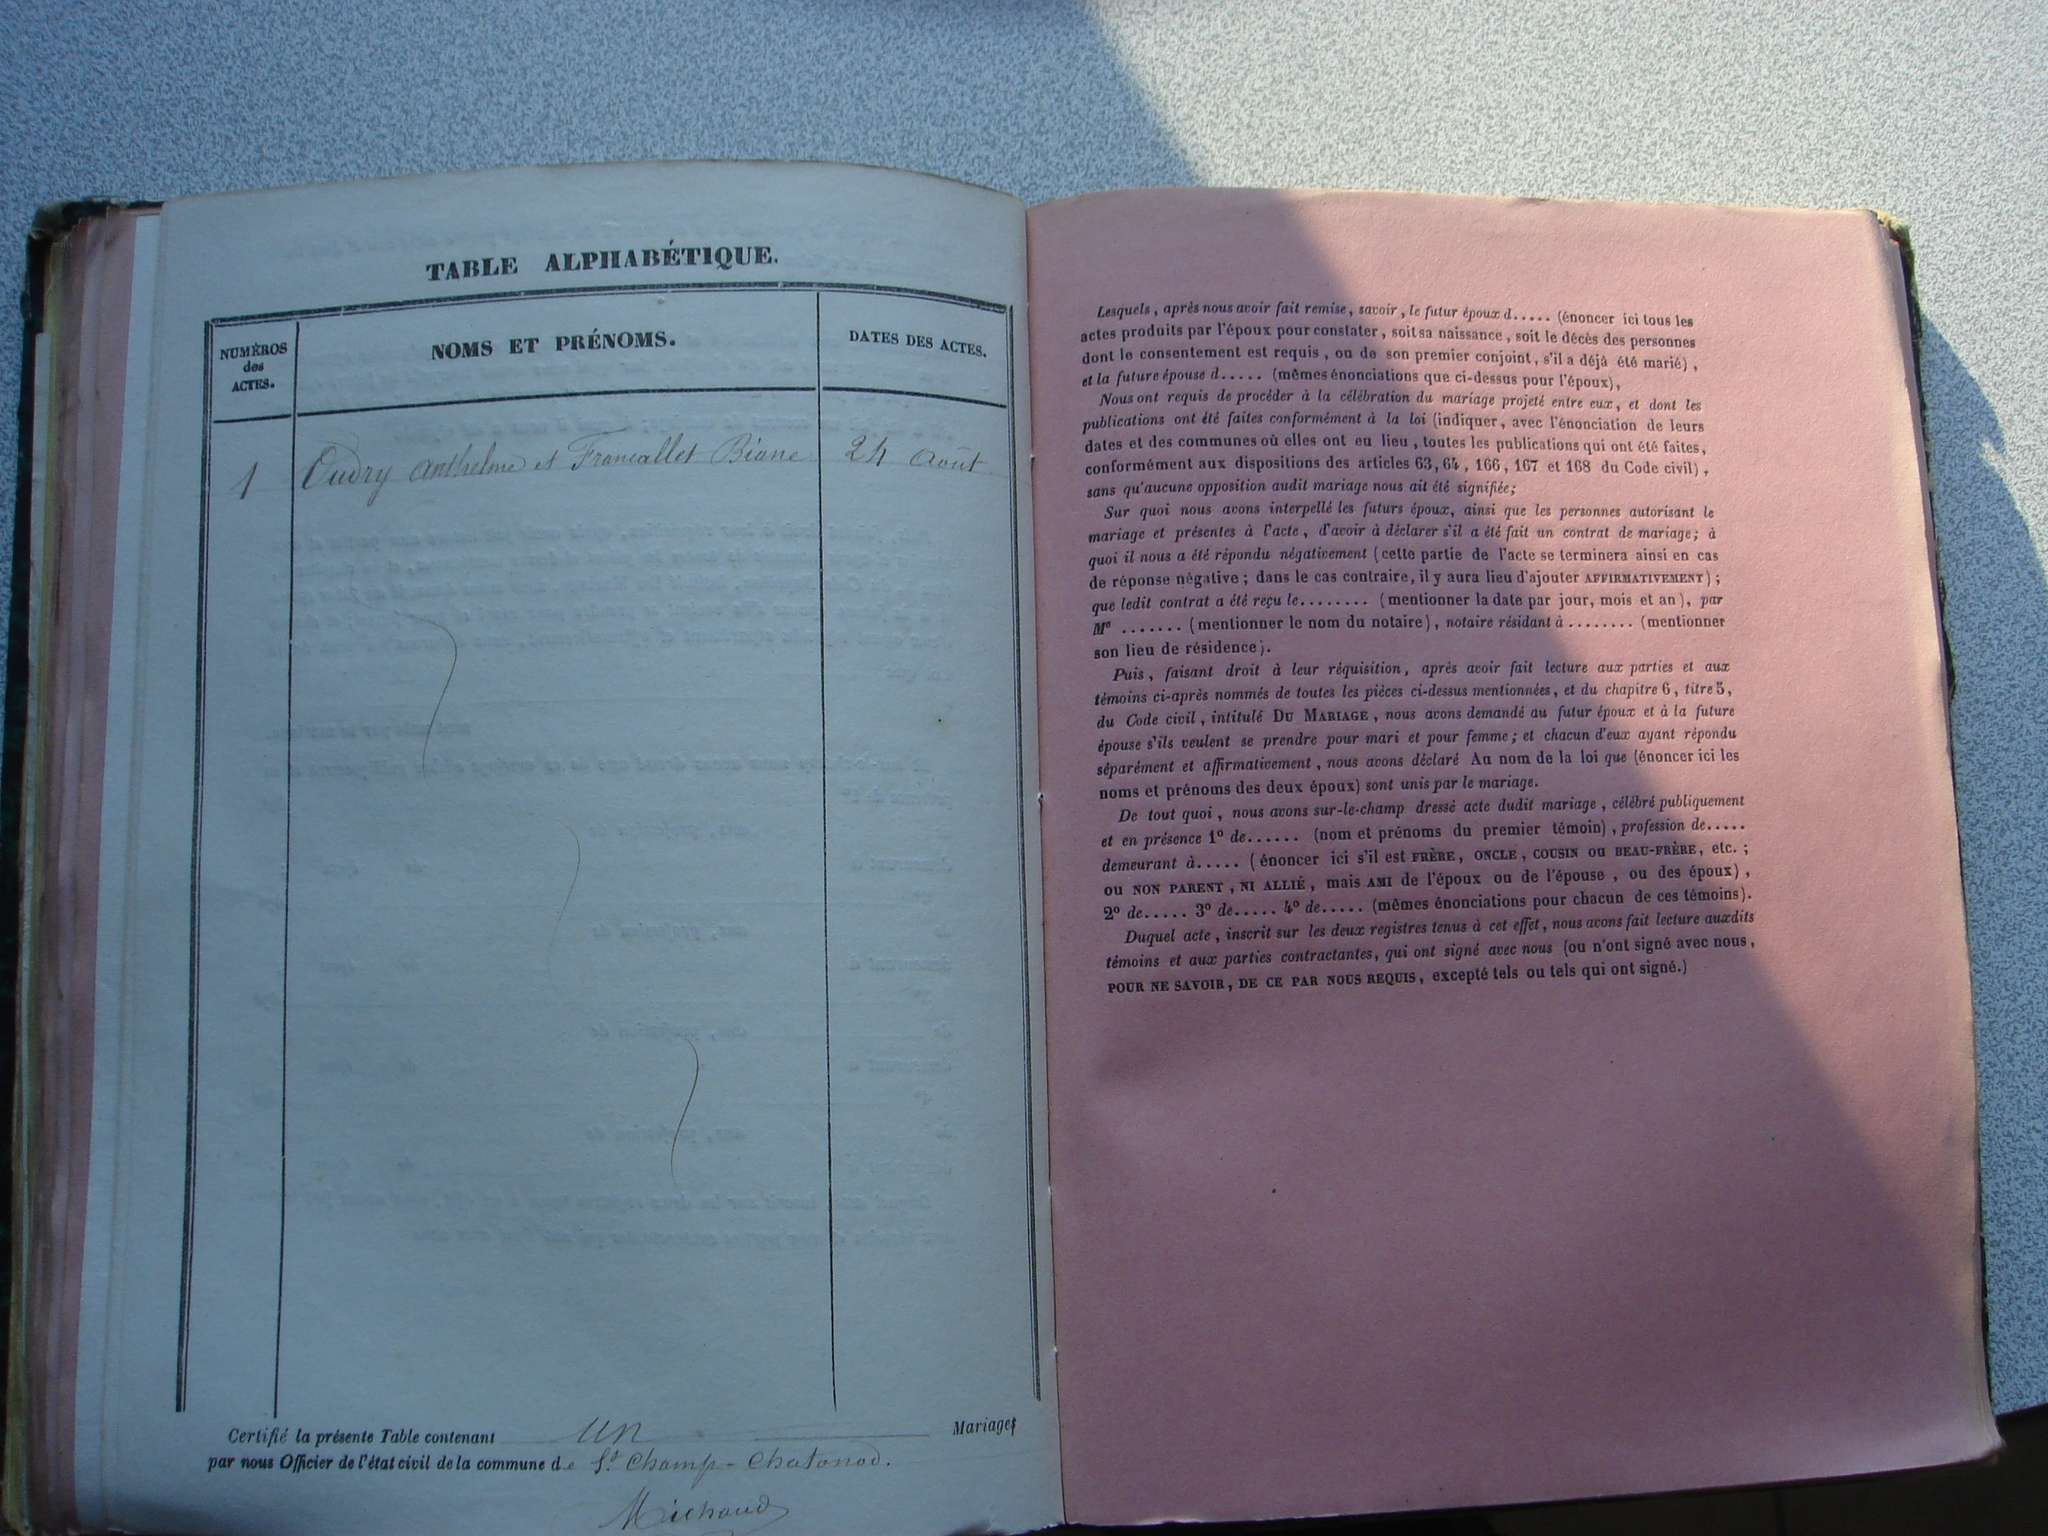 TABLE ALPHABÉTIQUE.
NUMÉROS
des
ACTES.
NOMS ET PRÉNOMS.
DATES DES ACTES.
1
Oudry Anthelme et Francallet Biane
24 août
Certifié la présente Table contenant un Mariages
par nous Officier de l'état civil de la commune de St Champ-Chatonod.
Michaud
Lesquels, après nous avoir fait remise, savoir, le futur époux d..... (énoncer ici tous les
actes produits par l'époux pour constater, soit sa naissance, soit le décès des personnes
dont le consentement est requis, ou de son premier conjoint, s'il a déjà été marié),
et la future épouse d..... (mêmes énonciations que ci-dessus pour l'époux),
Nous ont requis de procéder à la célébration du mariage projeté entre eux, et dont les
publications ont été faites conformément à la loi (indiquer, avec l'énonciation de leurs
dates et des communes où elles ont eu lieu, toutes les publications qui ont été faites,
conformément aux dispositions des articles 63, 64, 166, 167 et 168 du Code civil),
sans qu'aucune opposition audit mariage nous ait été signifiée;
Sur quoi nous avons interpellé les futurs époux, ainsi que les personnes autorisant le
mariage et présentes à l'acte, d'avoir à déclarer s'il a été fait un contrat de mariage; à
quoi il nous a été répondu négativement (cette partie de l'acte se terminera ainsi en cas
de réponse négative; dans le cas contraire, il y aura lieu d'ajouter AFFIRMATIVEMENT);
que ledit contrat a été reçu le........ (mentionner la date par jour, mois et an), par
Me ....... (mentionner le nom du notaire), notaire résidant à ........ (mentionner
son lieu de résidence).
Puis, faisant droit à leur réquisition, après avoir fait lecture aux parties et aux
témoins ci-après nommés de toutes les pièces ci-dessus mentionnées, et du chapitre 6, titre 5,
du Code civil, intitulé DU MARIAGE, nous avons demandé au futur époux et à la future
épouse s'ils veulent se prendre pour mari et pour femme; et chacun d'eux ayant répondu
séparément et affirmativement, nous avons déclaré Au nom de la loi que (énoncer ici les
noms et prénoms des deux époux) sont unis par le mariage.
De tout quoi, nous avons sur-le-champ dressé acte dudit mariage, célébré publiquement
et en présence 1º de...... (nom et prénoms du premier témoin), profession de.....
demeurant à..... (énoncer ici s'il est FRÈRE, ONCLE, COUSIN OU BEAU-FRÈRE, etc.;
ou NON PARENT, NI ALLIÉ, mais AMI de l'époux ou de l'épouse, ou des époux),
2º de..... 3º de..... 4º de..... (mêmes énonciations pour chacun de ces témoins).
Duquel acte, inscrit sur les deux registres tenus à cet effet, nous avons fait lecture auxdits
témoins et aux parties contractantes, qui ont signé avec nous (ou n'ont signé avec nous,
POUR NE SAVOIR, DE CE PAR NOUS REQUIS, excepté tels ou tels qui ont signé.)